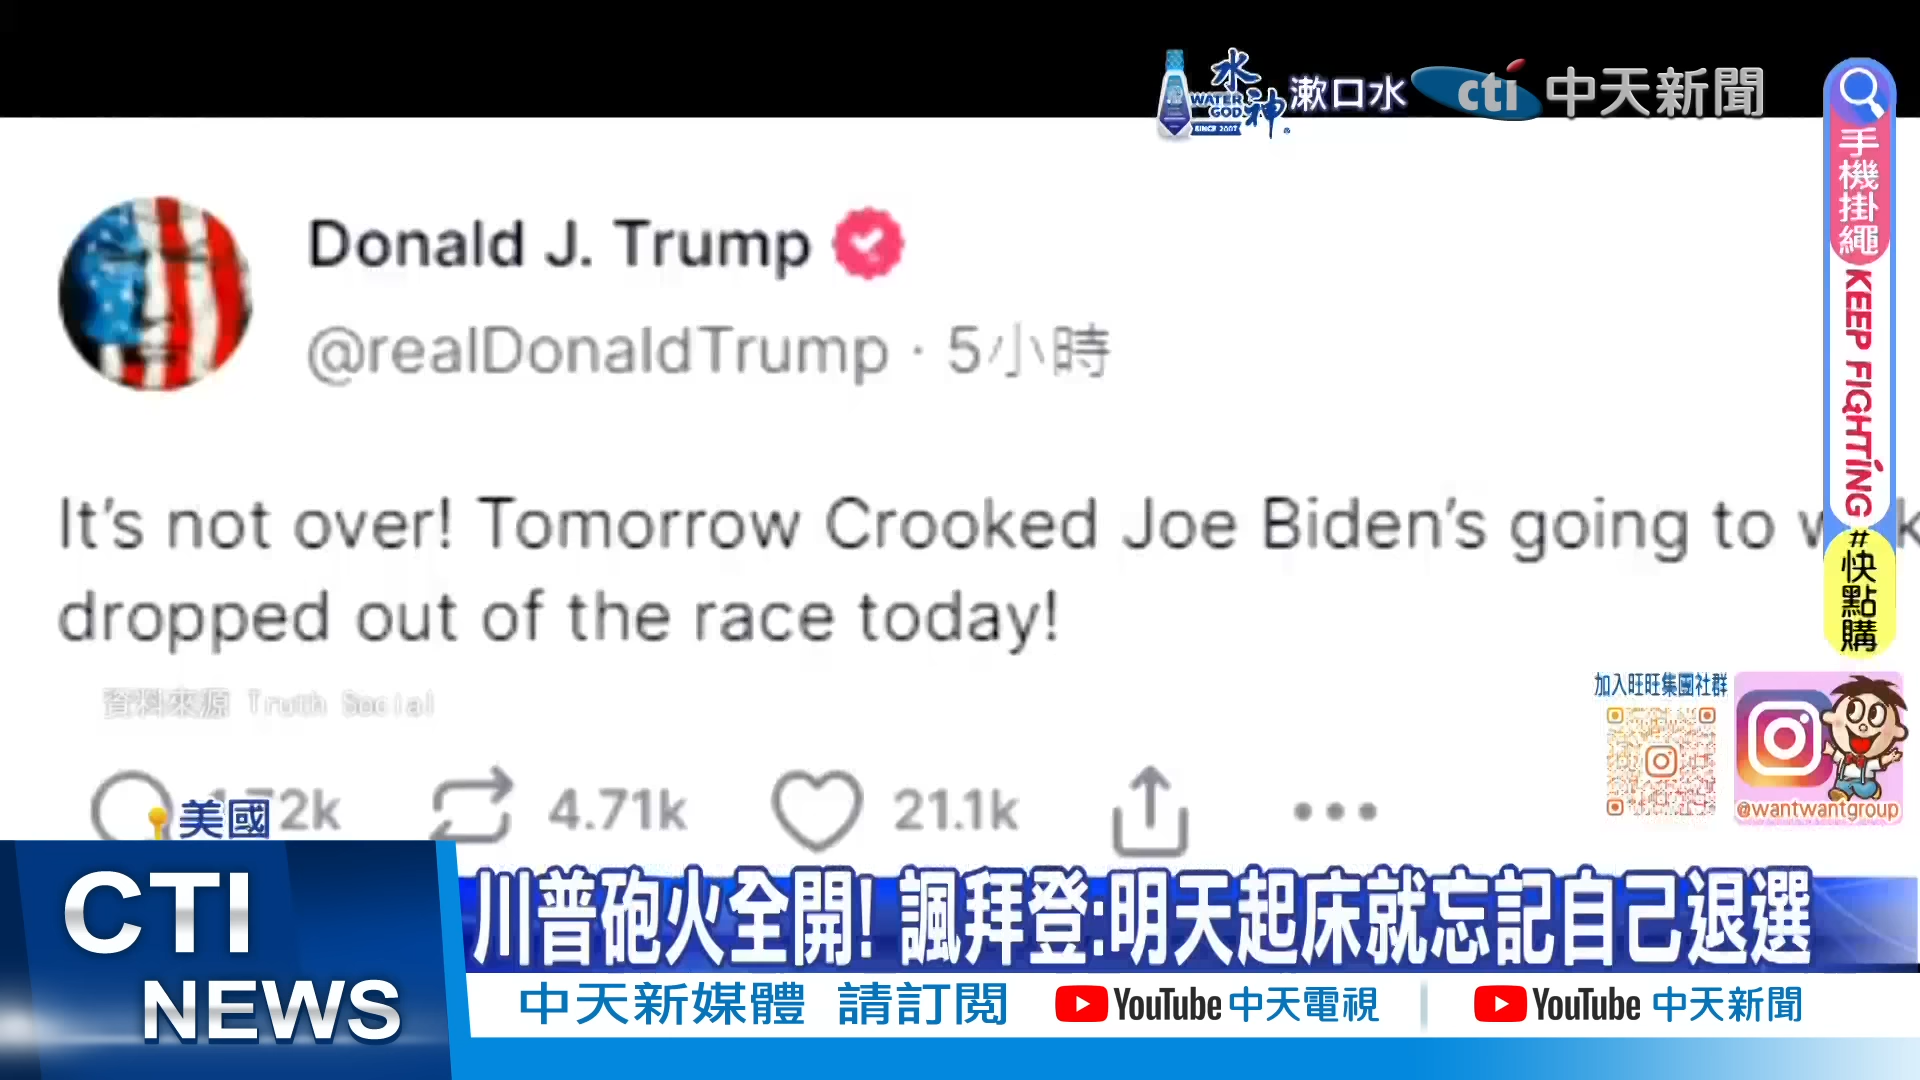 水神
WATER GOD
SINCE 2007
漱口水
cti 中天新聞
手機掛繩 KEEP FIGHTING #快點購
Donald J. Trump
@realDonaldTrump · 5小時
It's not over! Tomorrow Crooked Joe Biden's going to
dropped out of the race today!
資料來源 Truth Social
加入旺旺集團社群
@wantwantgroup
美國
4.71k
21.1k
CTI NEWS
川普砲火全開! 諷拜登:明天起床就忘記自己退選
中天新媒體 請訂閱 YouTube 中天電視 | YouTube 中天新聞